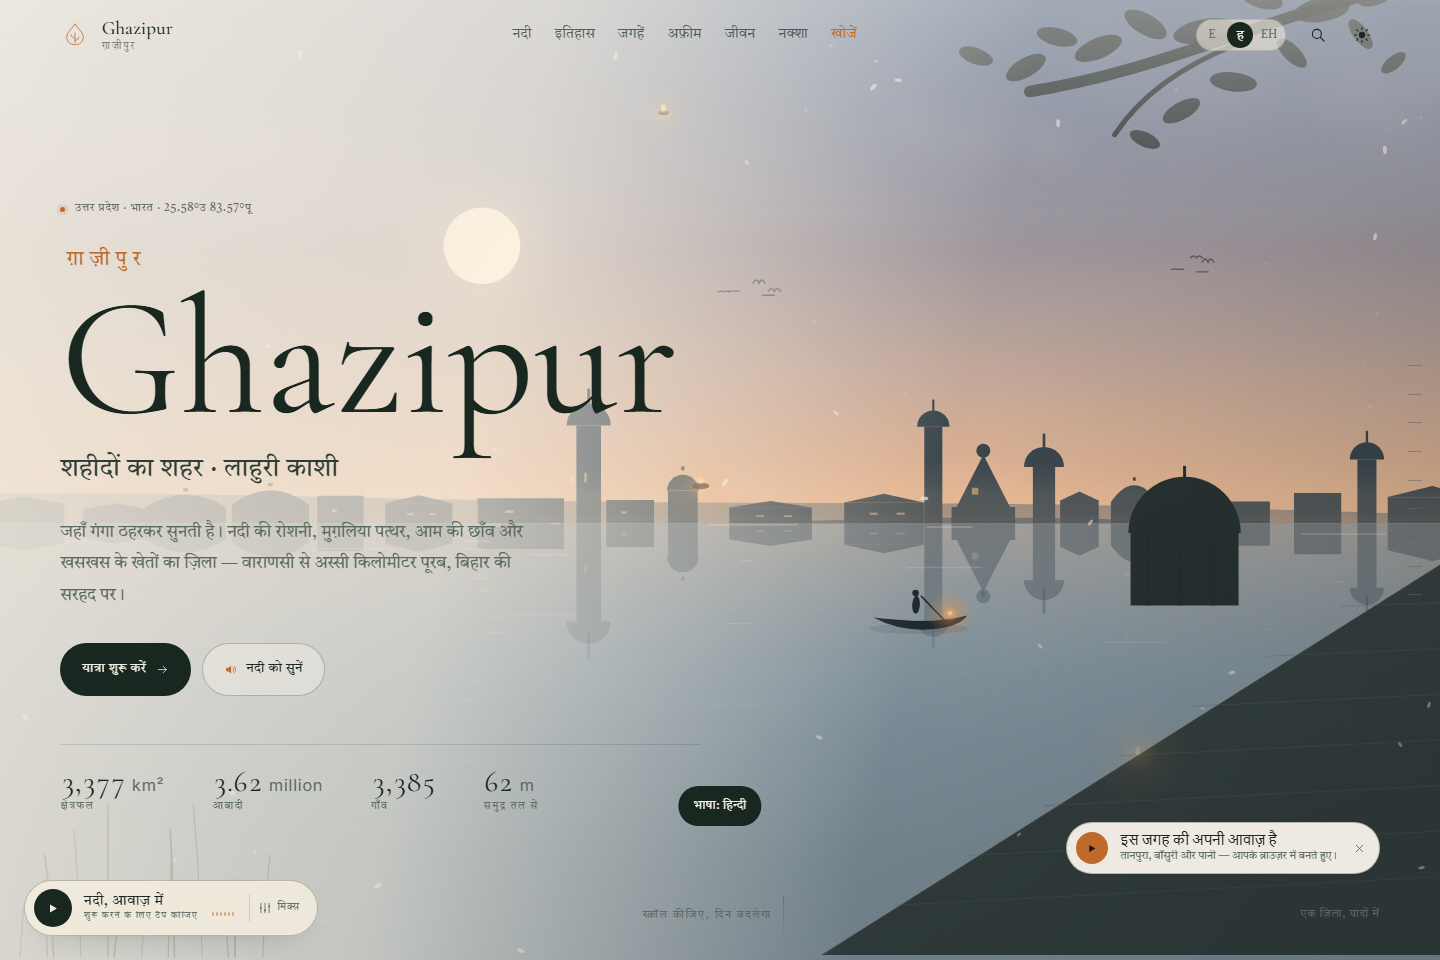 Ghazipur
ग़ाज़ीपुर
नदी इतिहास जगहें अफ़ीम जीवन नक्शा खोजें
E ह EH
उत्तर प्रदेश · भारत · 25.58°उ 83.57°पू
ग़ाज़ीपुर
Ghazipur
शहीदों का शहर · लाहुरी काशी
जहाँ गंगा ठहरकर सुनती है। नदी की रोशनी, मुग़लिया पत्थर, आम की छाँव और
खसखस के खेतों का ज़िला — वाराणसी से अस्सी किलोमीटर पूरब, बिहार की
सरहद पर।
यात्रा शुरू करें →
नदी को सुनें
3,377 km² 3.62 million 3,385 62 m
क्षेत्रफल आबादी गाँव समुद्र तल से
भाषा: हिन्दी
इस जगह की अपनी आवाज़ है
तानपुरा, बाँसुरी और पानी — आपके ब्राउज़र में बनते हुए।
नदी, आवाज़ में
शुरू करने के लिए टैप कीजिए
मिक्स
स्क्रॉल कीजिए, दिन बदलेगा
एक ज़िला, यादों में